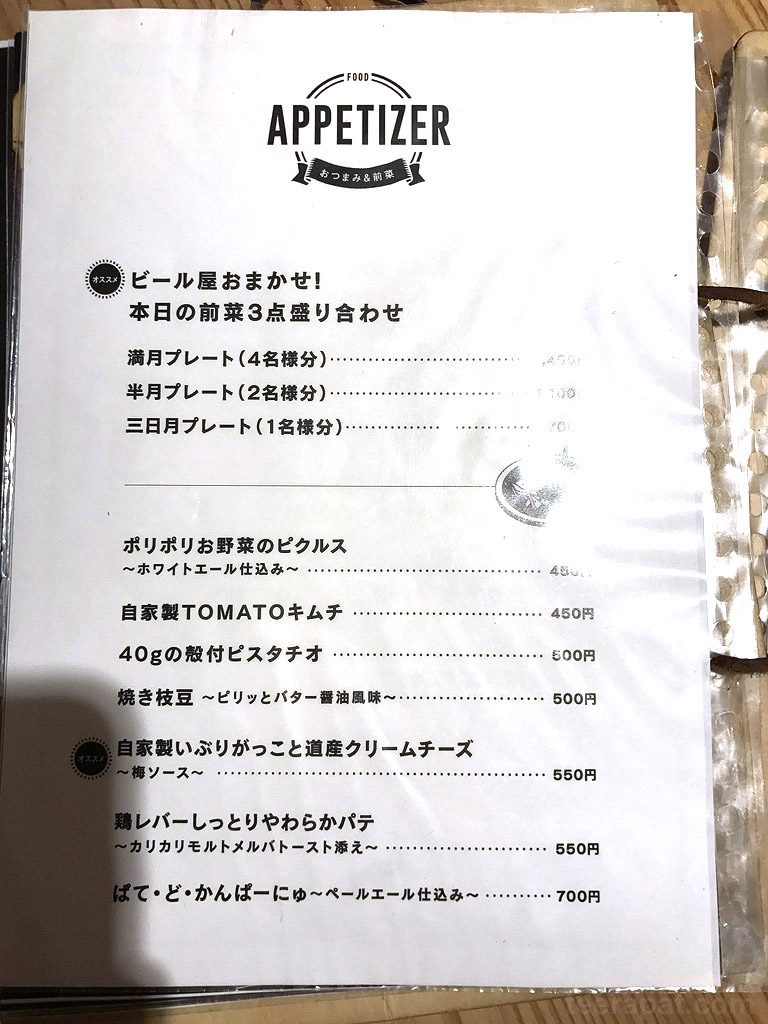 FOOD
APPETIZER
おつまみ&前菜
オススメ
ビール屋おまかせ!
本日の前菜3点盛り合わせ
満月プレート(4名様分)
半月プレート(2名様分)
三日月プレート(1名様分)
ポリポリお野菜のピクルス
~ホワイトエール仕込み~
自家製TOMATOキムチ 450円
40gの殻付ピスタチオ 500円
焼き枝豆 ~ピリッとバター醤油風味~ 500円
オススメ
自家製いぶりがっこと道産クリームチーズ
~梅ソース~ 550円
鶏レバーしっとりやわらかパテ
~カリカリモルトメルバトースト添え~ 550円
ぱて・ど・かんぱーにゅ~ペールエール仕込み~ 700円